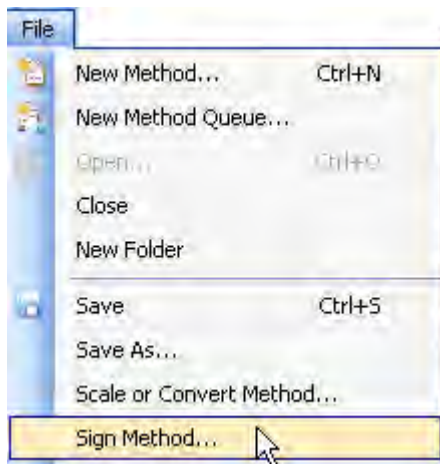 File
New Method... Ctrl+N
New Method Queue...
Open... Ctrl+O
Close
New Folder
Save Ctrl+S
Save As...
Scale or Convert Method...
Sign Method...